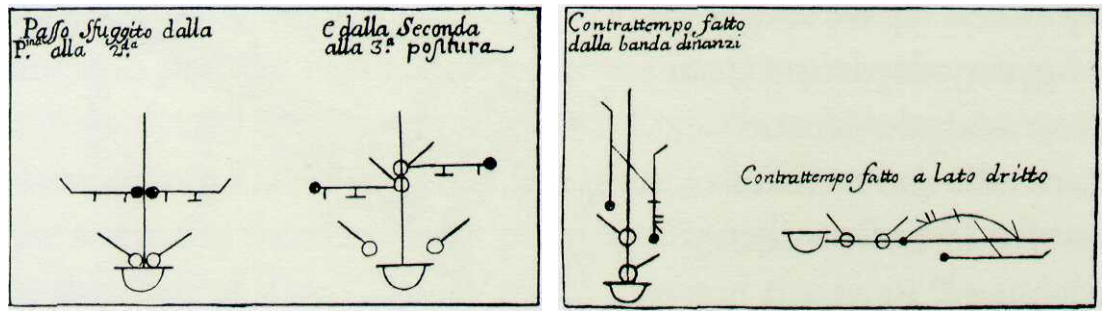 Paſſo Sfuggito dalla
P.ma alla 2.da
E dalla Seconda
alla 3.a poſitura
Contrattempo fatto
dalla banda dinanzi
Contrattempo fatto a lato dritto